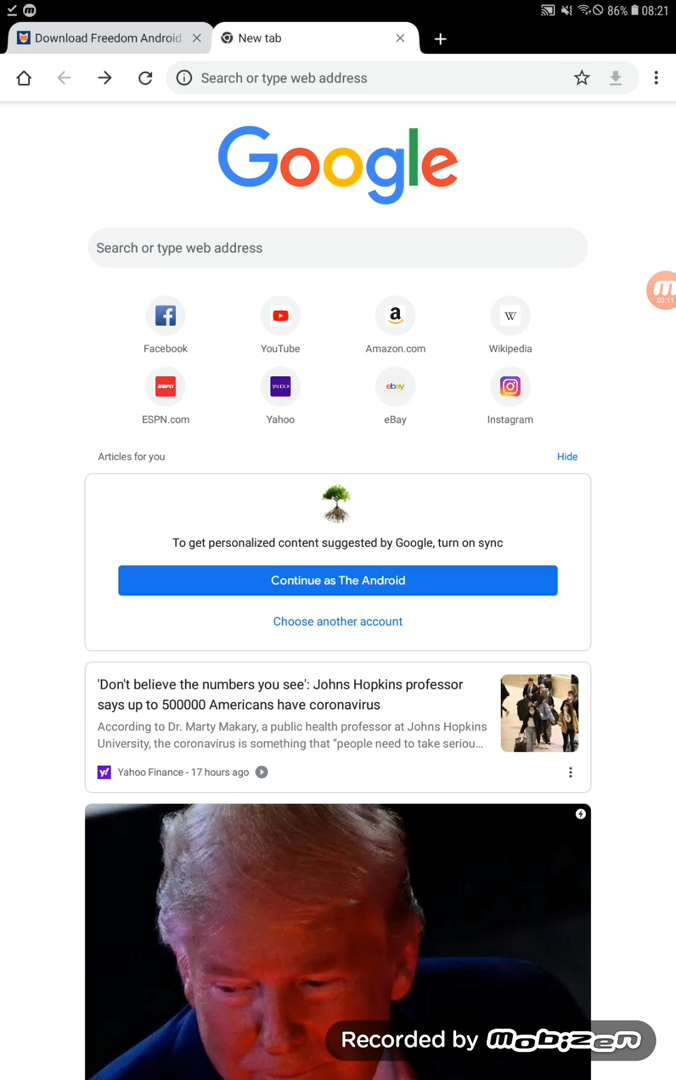 86% 08:21
Download Freedom Android
New tab
Search or type web address
Google
Search or type web address
03:11
Facebook
YouTube
Amazon.com
Wikipedia
ESPN.com
Yahoo
eBay
Instagram
Articles for you
Hide
To get personalized content suggested by Google, turn on sync
Continue as The Android
Choose another account
'Don't believe the numbers you see': Johns Hopkins professor
says up to 500000 Americans have coronavirus
According to Dr. Marty Makary, a public health professor at Johns Hopkins
University, the coronavirus is something that "people need to take seriou...
Yahoo Finance - 17 hours ago
Recorded by mobizen